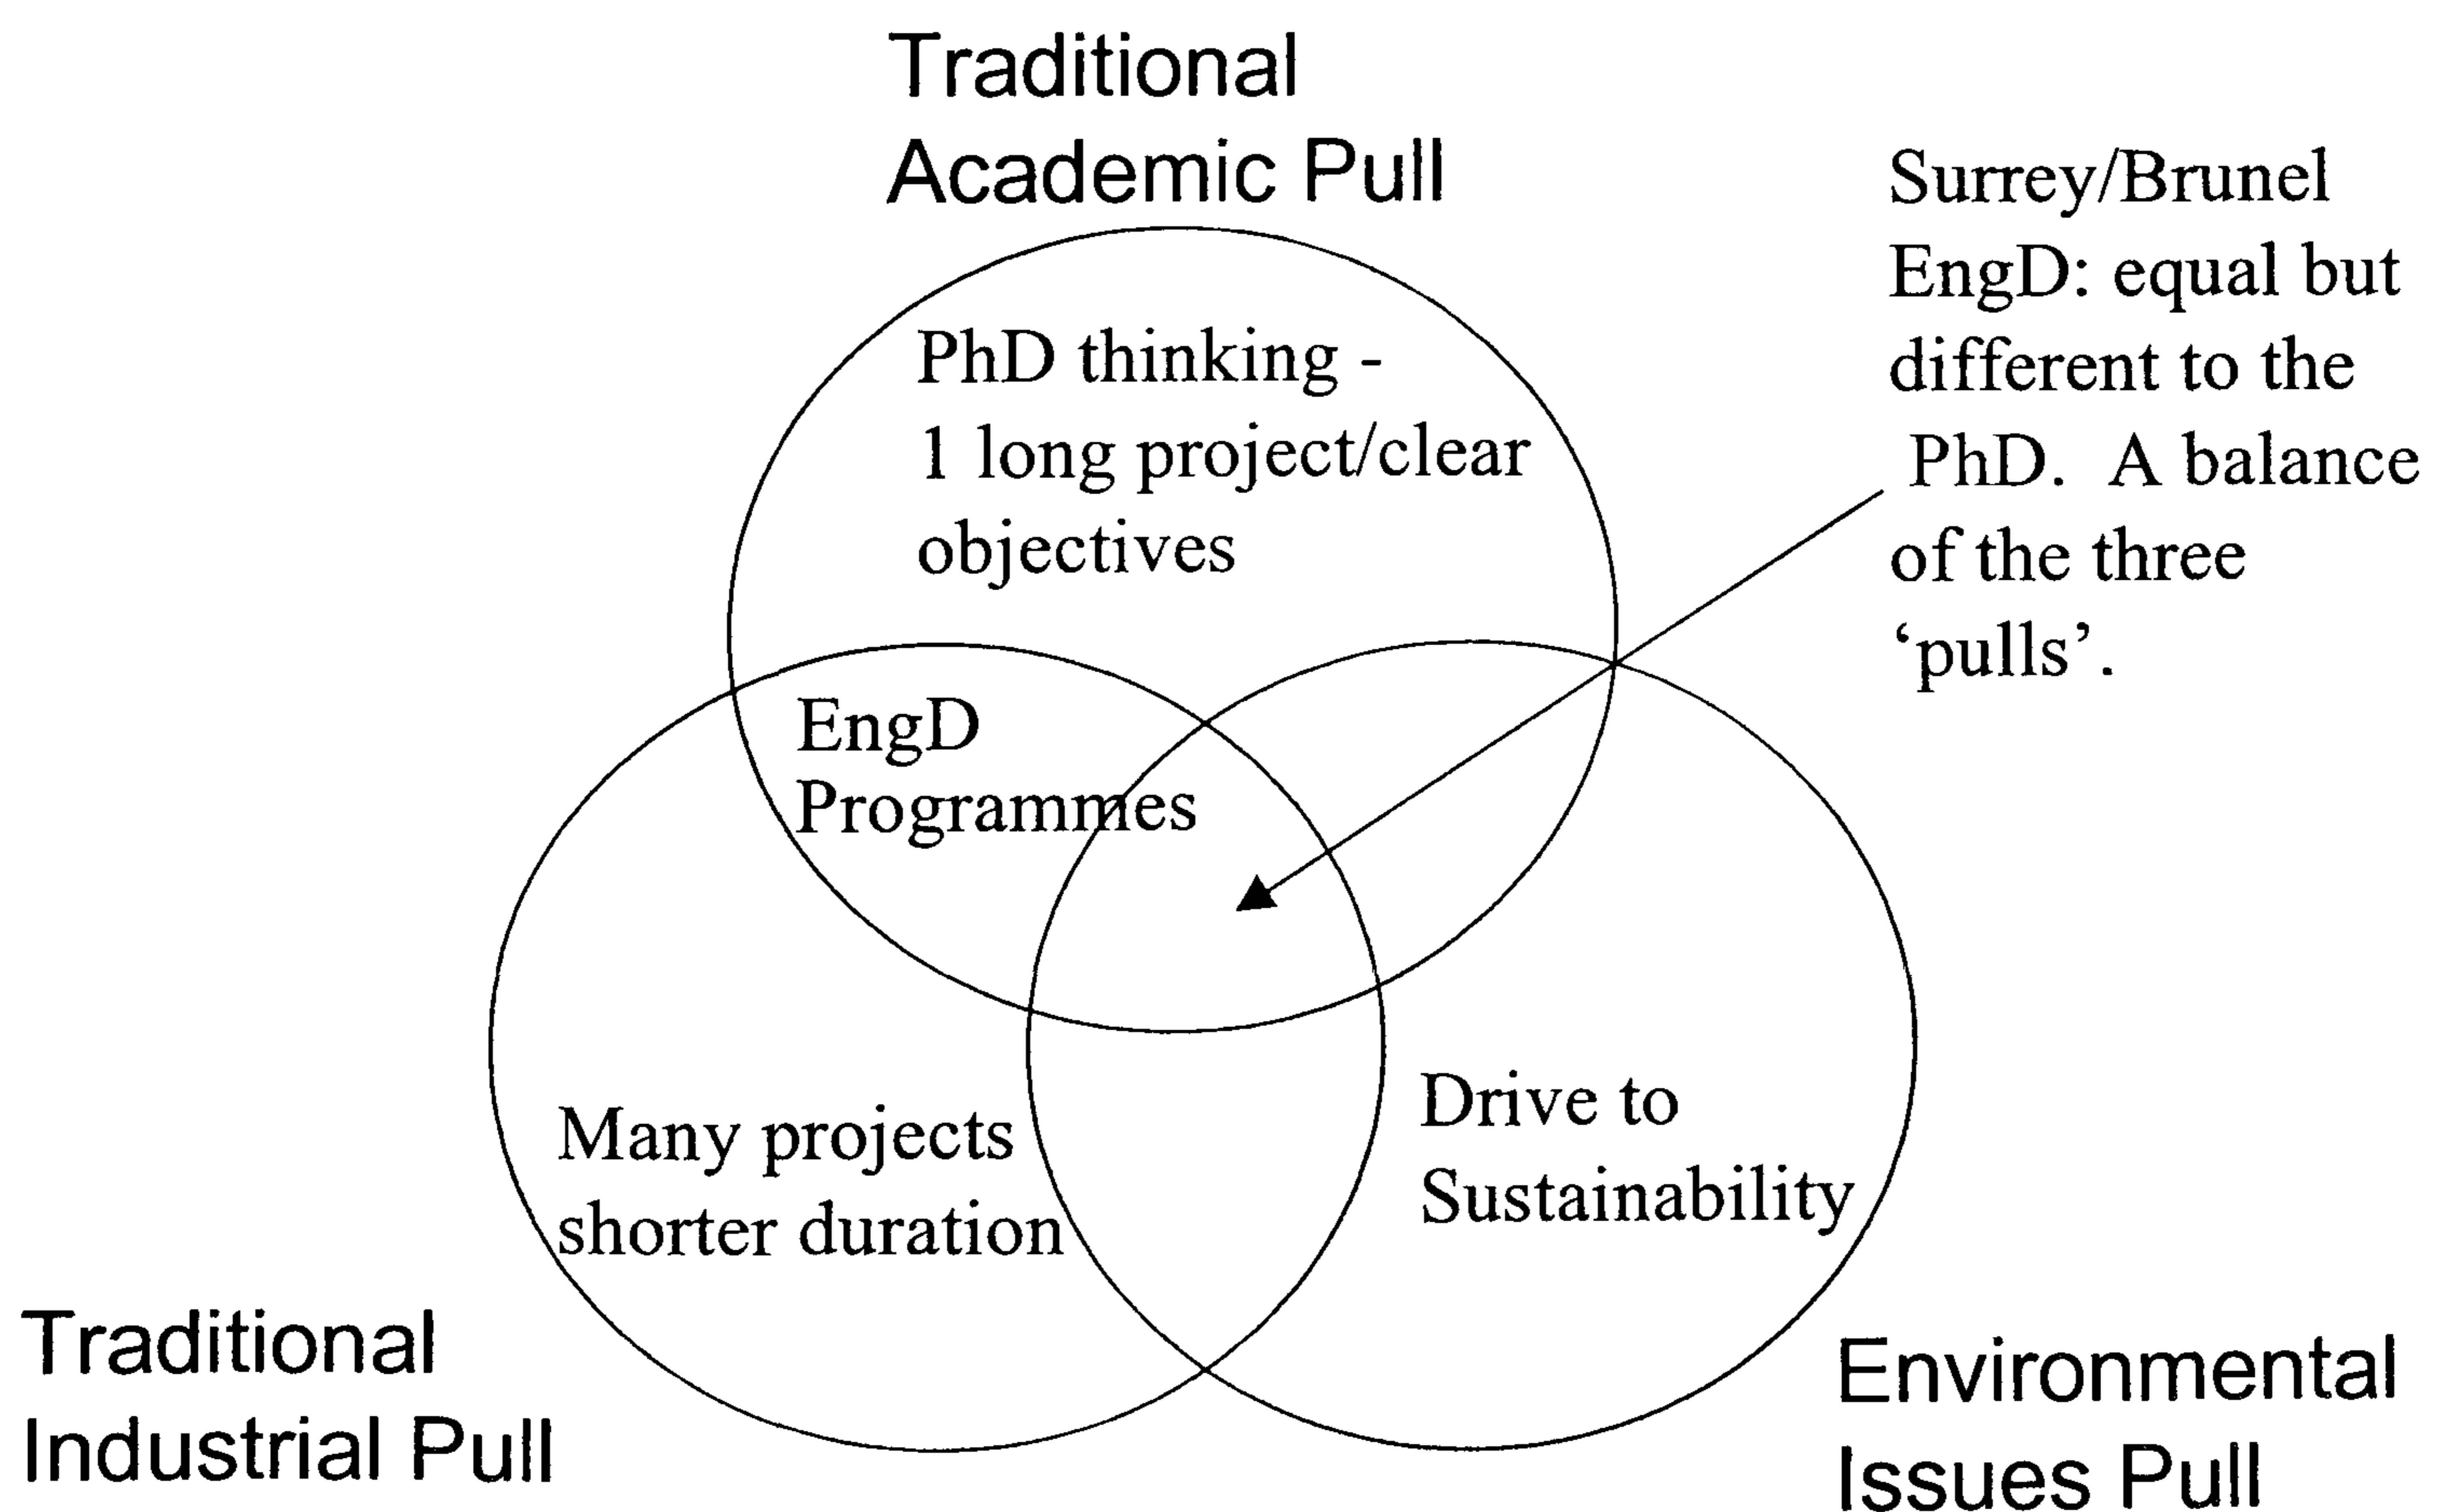 Traditional
Academic Pull
Surrey/Brunel
EngD: equal but
different to the
PhD. A balance
of the three
‘pulls’.
PhD thinking -
1 long project/clear
objectives
EngD
Programmes
Many projects
shorter duration
Drive to
Sustainability
Traditional
Industrial Pull
Environmental
Issues Pull